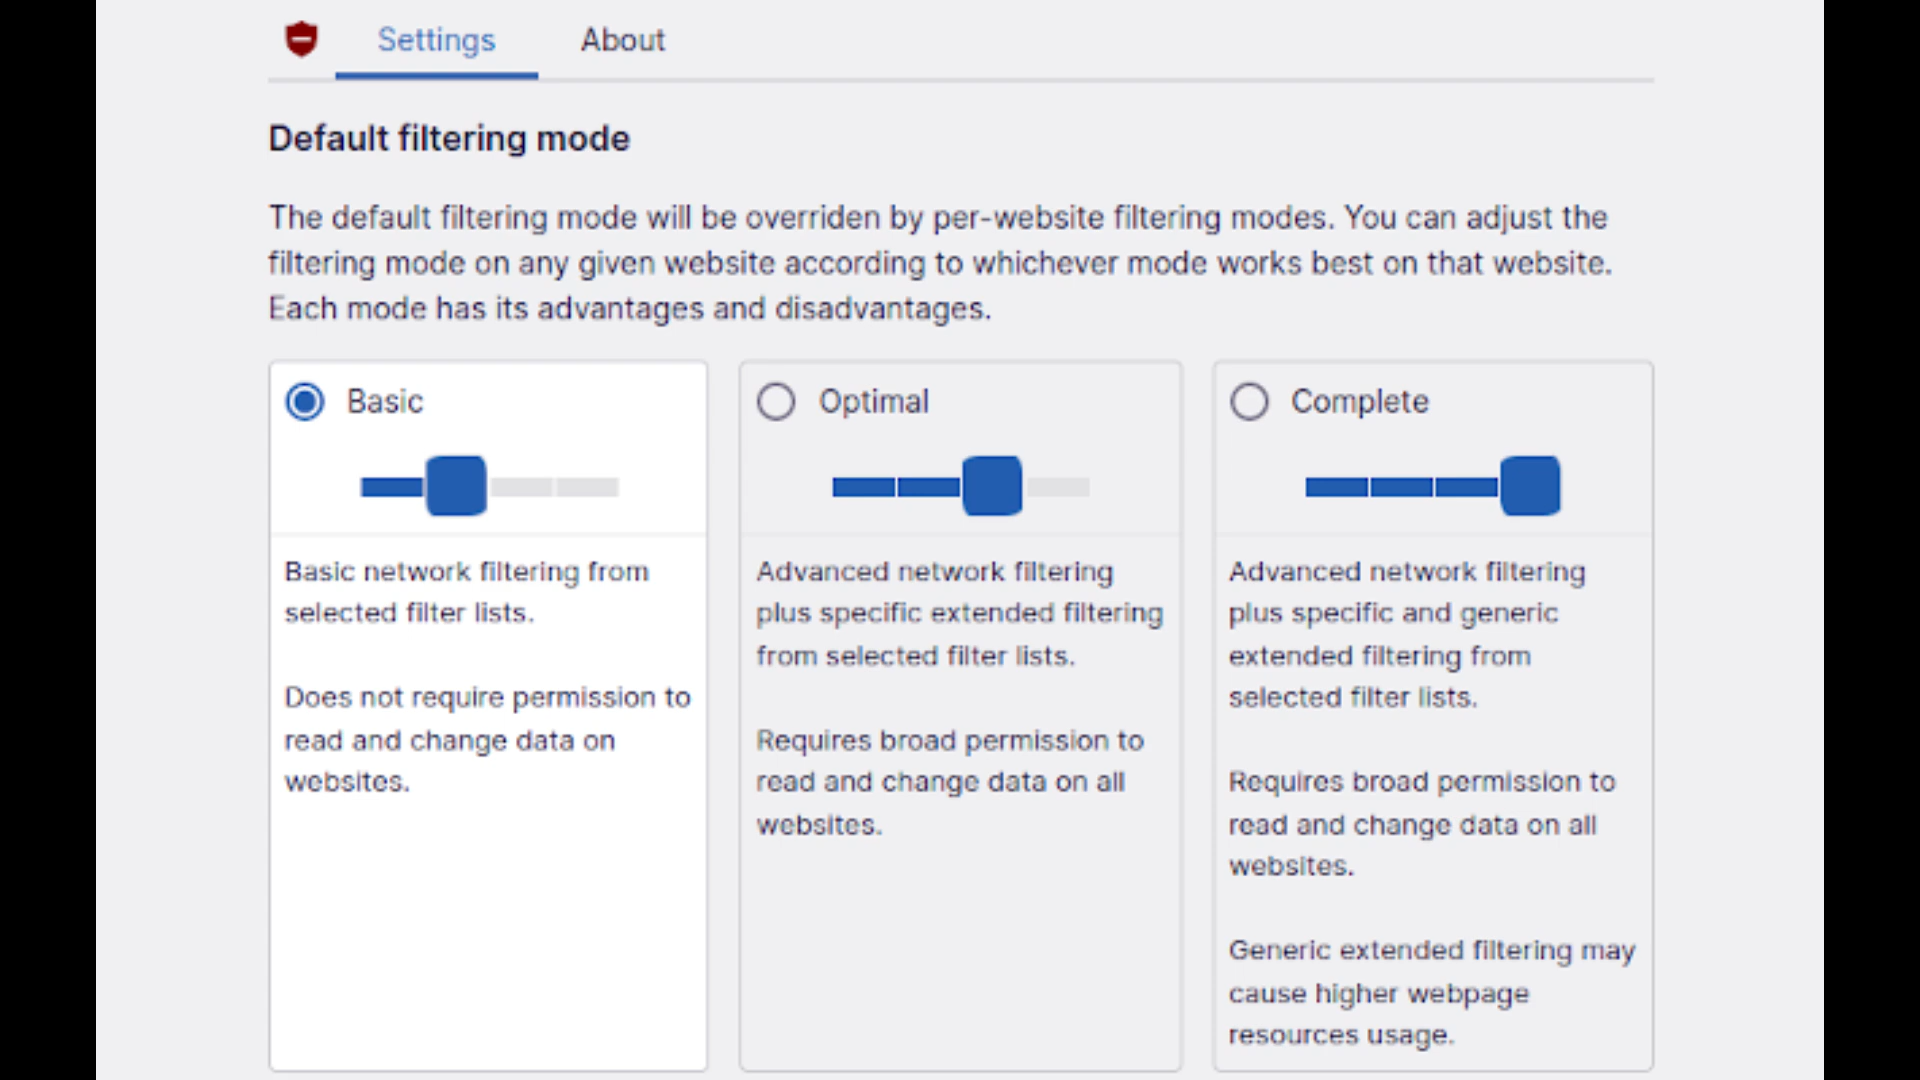 Settings About
Default filtering mode
The default filtering mode will be overriden by per-website filtering modes. You can adjust the
filtering mode on any given website according to whichever mode works best on that website.
Each mode has its advantages and disadvantages.
Basic
Basic network filtering from
selected filter lists.
Does not require permission to
read and change data on
websites.
Optimal
Advanced network filtering
plus specific extended filtering
from selected filter lists.
Requires broad permission to
read and change data on all
websites.
Complete
Advanced network filtering
plus specific and generic
extended filtering from
selected filter lists.
Requires broad permission to
read and change data on all
websites.
Generic extended filtering may
cause higher webpage
resources usage.